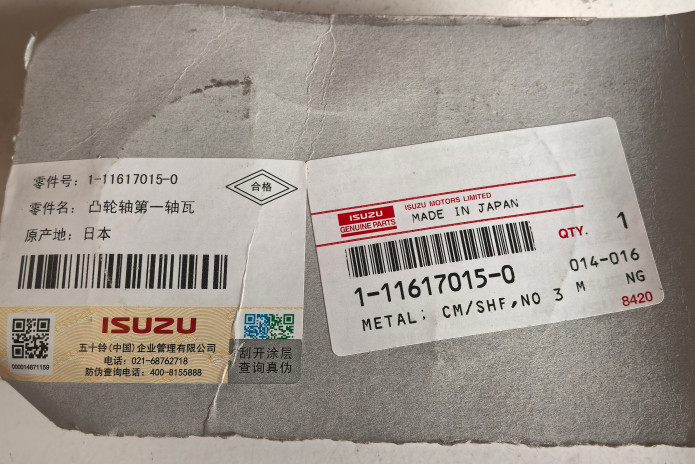 零件号: 1-11617015-0
合格
零件名: 凸轮轴第一轴瓦
原产地: 日本
ISUZU
五十铃(中国)企业管理有限公司
电话: 021-68762718
防伪查询电话: 400-8155888
000014671159
刮开涂层
查询真伪
ISUZU
GENUINE PARTS
ISUZU MOTORS LIMITED
MADE IN JAPAN
QTY. 1
1-11617015-0
014-016
METAL; CM/SHF,NO 3 M NG
8420